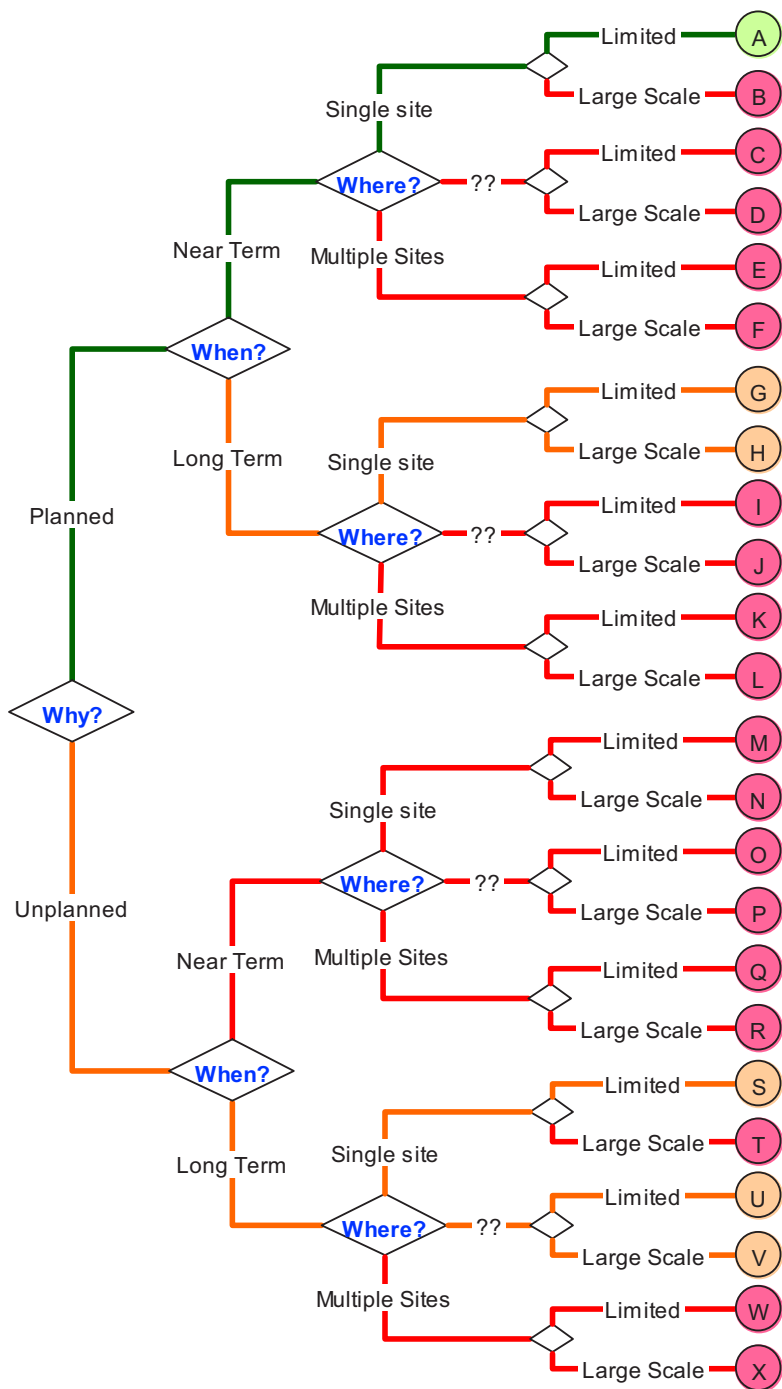 Limited
A
Large Scale
B
Single site
Limited
C
Where?
??
Large Scale
D
Near Term
Multiple Sites
Limited
E
Large Scale
F
When?
Limited
G
Large Scale
H
Long Term
Single site
Limited
I
Planned
Where?
??
Large Scale
J
Multiple Sites
Limited
K
Large Scale
L
Why?
Limited
M
Large Scale
N
Single site
Limited
O
Where?
??
Large Scale
P
Unplanned
Near Term
Multiple Sites
Limited
Q
Large Scale
R
When?
Limited
S
Large Scale
T
Long Term
Single site
Limited
U
Where?
??
Large Scale
V
Multiple Sites
Limited
W
Large Scale
X